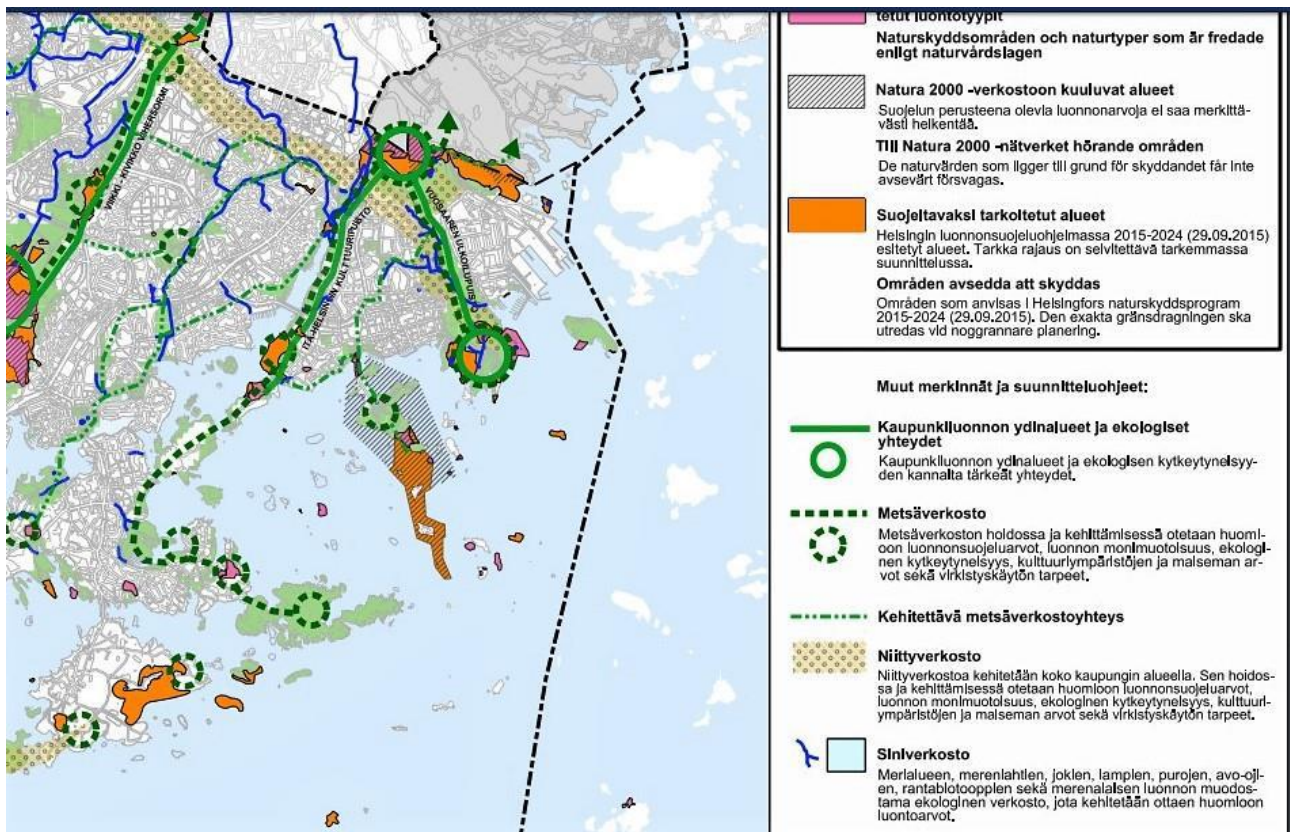 VIIKKI - KIVIKKO VIHERSORMI
ITÄ-HELSINGIN KULTTUURIPUISTO
VUOSAAREN ULKOILUPUIS
tetut luontotyypit
Naturskyddsområden och naturtyper som är fredade
enligt naturvårdslagen
Natura 2000 -verkostoon kuuluvat alueet
Suojelun perusteena olevia luonnonarvoja ei saa merkittä-
västi heikentää.
Till Natura 2000 -nätverket hörande områden
De naturvärden som ligger till grund för skyddandet får inte
avsevärt försvagas.
Suojeltavaksi tarkoitetut alueet
Helsingin luonnonsuojeluohjelmassa 2015-2024 (29.09.2015)
esitetyt alueet. Tarkka rajaus on selvitettävä tarkemmassa
suunnittelussa.
Områden avsedda att skyddas
Områden som anvisas i Helsingfors naturskyddsprogram
2015-2024 (29.09.2015). Den exakta gränsdragningen ska
utredas vid noggrannare planering.
Muut merkinnät ja suunnitteluohjeet:
Kaupunkiluonnon ydinalueet ja ekologiset
yhteydet
Kaupunkiluonnon ydinalueet ja ekologisen kytkeytyneisyy-
den kannalta tärkeät yhteydet.
Metsäverkosto
Metsäverkoston hoidossa ja kehittämisessä otetaan huomi-
oon luonnonsuojeluarvot, luonnon monimuotoisuus, ekologi-
nen kytkeytyneisyys, kulttuuriympäristöjen ja maiseman ar-
vot sekä virkistyskäytön tarpeet.
Kehitettävä metsäverkostoyhteys
Niittyverkosto
Niittyverkostoa kehitetään koko kaupungin alueella. Sen hoidos-
sa ja kehittämisessä otetaan huomioon luonnonsuojeluarvot,
luonnon monimuotoisuus, ekologinen kytkeytyneisyys, kulttuuri-
ympäristöjen ja maiseman arvot sekä virkistyskäytön tarpeet.
Siniverkosto
Merialueen, merenlahtien, jokien, lampien, purojen, avo-oji-
en, rantabiotooppien sekä merenalaisen luonnon muodos-
tama ekologinen verkosto, jota kehitetään ottaen huomioon
luontoarvot.